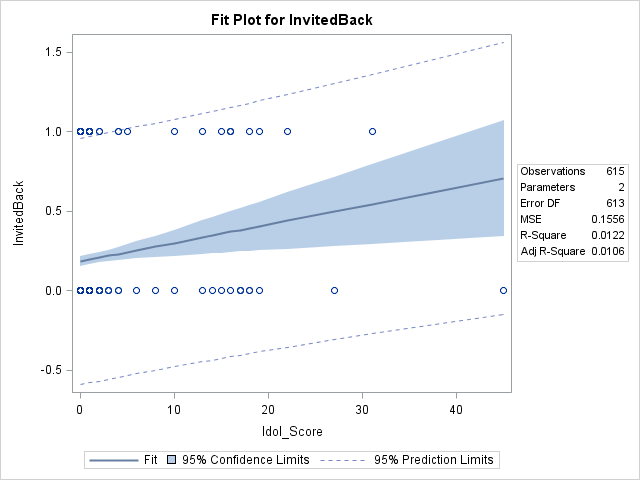 Fit Plot for InvitedBack
1.5
1.0
0.5
0.0
-0.5
InvitedBack
0 10 20 30 40
Idol_Score
Observations 615
Parameters 2
Error DF 613
MSE 0.1556
R-Square 0.0122
Adj R-Square 0.0106
Fit 95% Confidence Limits 95% Prediction Limits